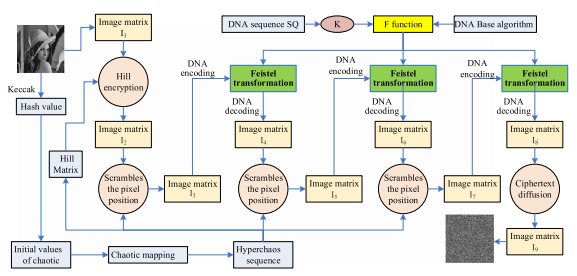 Image matrix
I₁
DNA sequence SQ
K
F function
DNA Base algorithm
Keccak
Hash value
Hill
encryption
DNA
encoding
Feistel
transformation
DNA
encoding
Feistel
transformation
DNA
encoding
Feistel
transformation
DNA
decoding
DNA
decoding
DNA
decoding
Image matrix
I₂
Image matrix
I₄
Image matrix
I₆
Image matrix
I₈
Hill
Matrix
Scrambles
the pixel
position
Image matrix
I₃
Scrambles
the pixel
position
Image matrix
I₅
Scrambles
the pixel
position
Image matrix
I₇
Ciphertext
diffusion
Initial values
of chaotic
Chaotic mapping
Hyperchaos
sequence
Image matrix
I₉